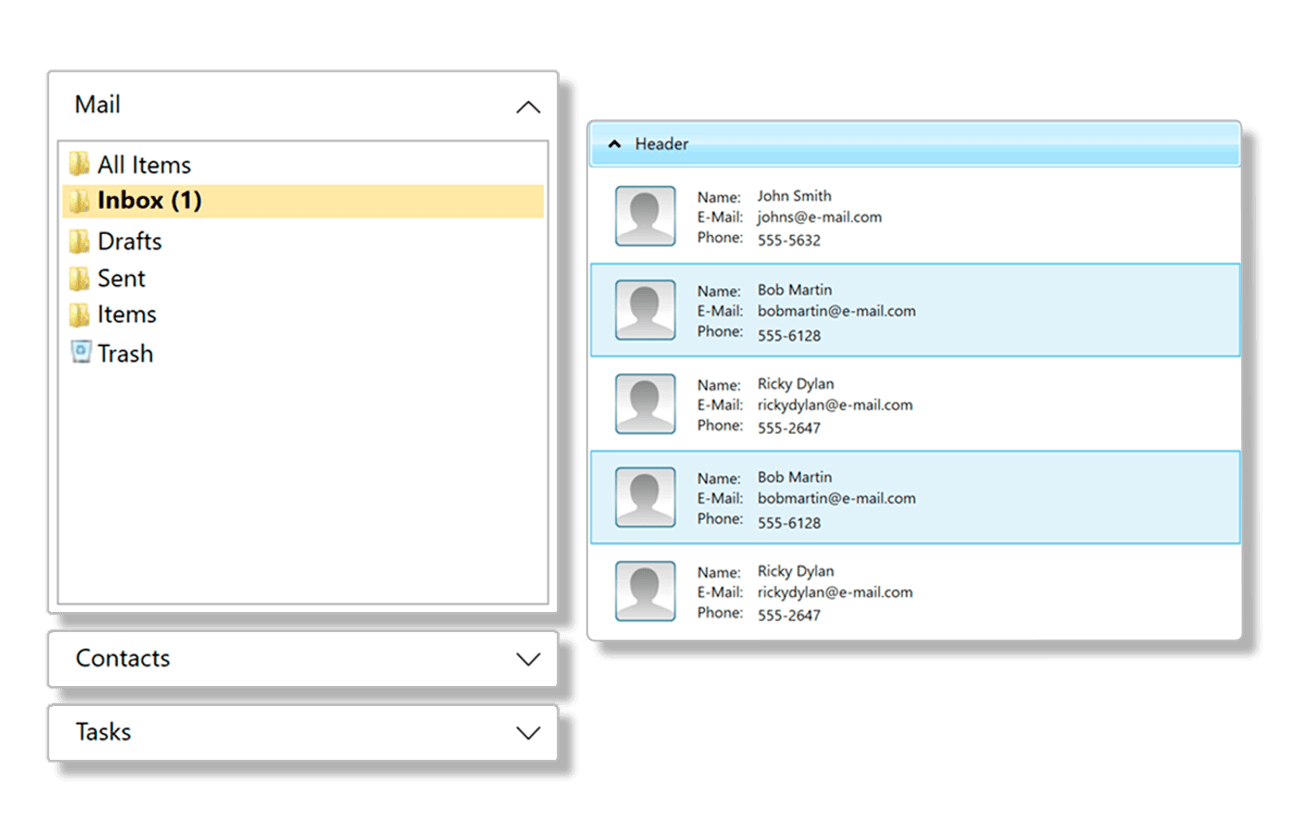 Mail
All Items
Inbox (1)
Drafts
Sent
Items
Trash
Contacts
Tasks
Header
Name: John Smith
E-Mail: johns@e-mail.com
Phone: 555-5632
Name: Bob Martin
E-Mail: bobmartin@e-mail.com
Phone: 555-6128
Name: Ricky Dylan
E-Mail: rickydylan@e-mail.com
Phone: 555-2647
Name: Bob Martin
E-Mail: bobmartin@e-mail.com
Phone: 555-6128
Name: Ricky Dylan
E-Mail: rickydylan@e-mail.com
Phone: 555-2647